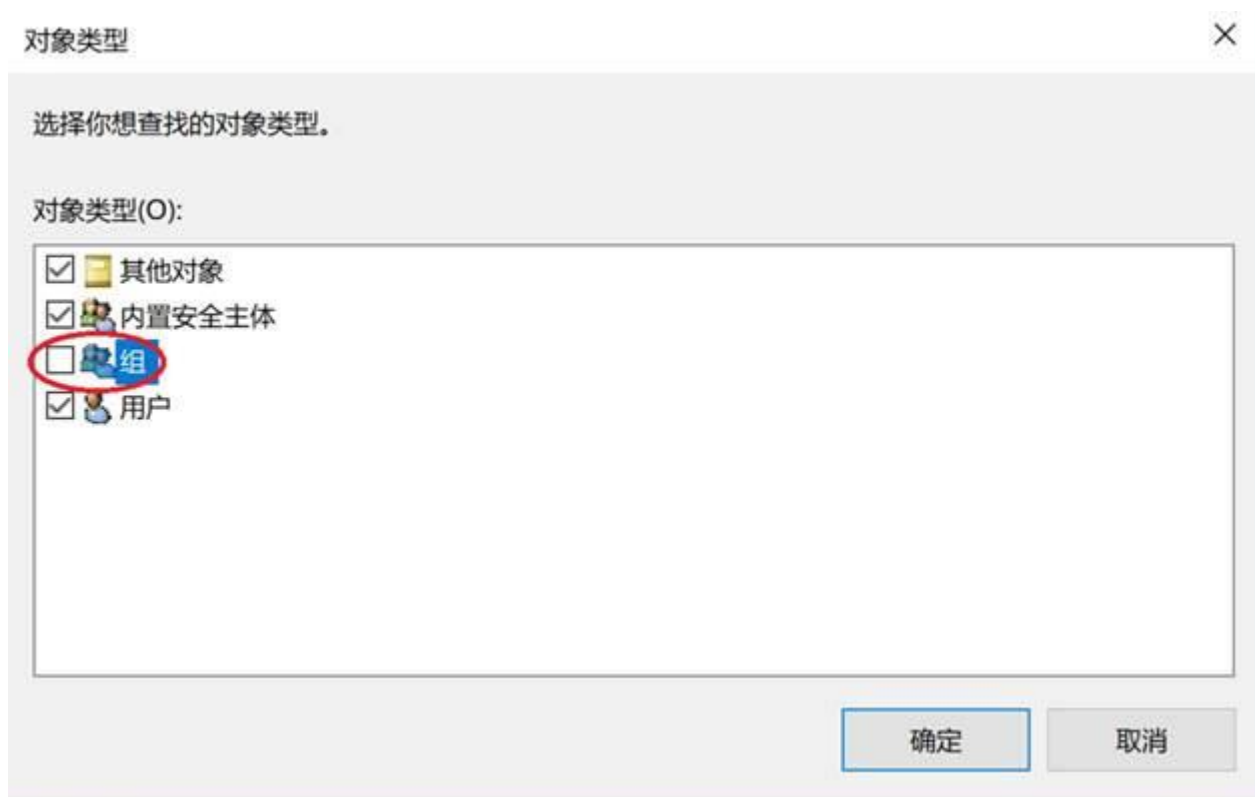 对象类型
选择你想查找的对象类型。
对象类型(O):
其他对象
内置安全主体
组
用户
确定
取消